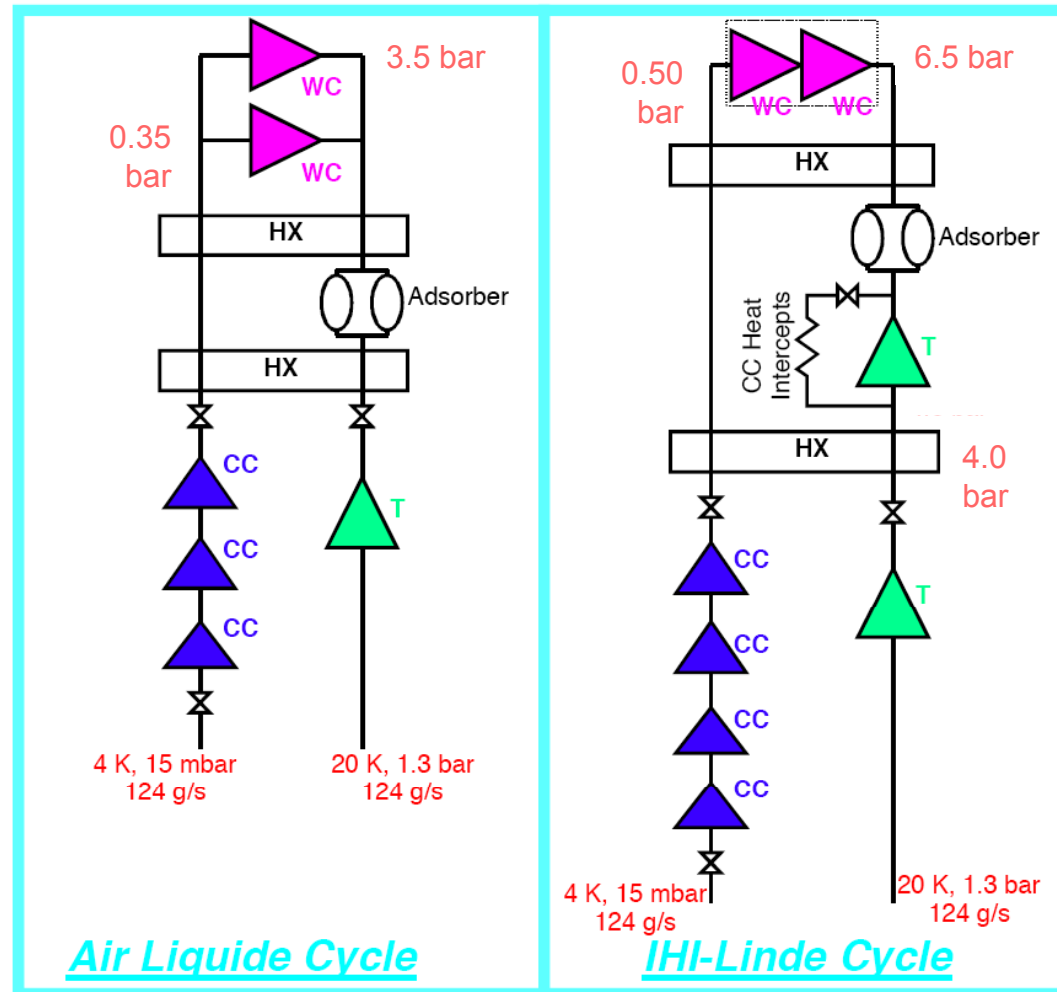 3.5 bar
WC
0.35
bar
WC
HX
Adsorber
HX
CC
T
CC
CC
4 K, 15 mbar
124 g/s
20 K, 1.3 bar
124 g/s
Air Liquide Cycle
0.50
bar
6.5 bar
WC
WC
HX
Adsorber
CC Heat
Intercepts
T
HX
4.0
bar
CC
T
CC
CC
CC
4 K, 15 mbar
124 g/s
20 K, 1.3 bar
124 g/s
IHI-Linde Cycle